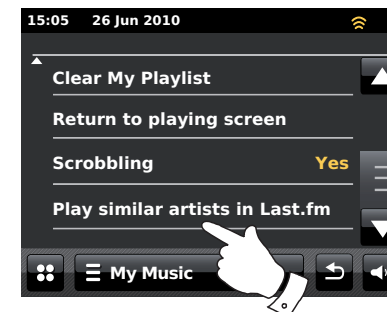 15:05 26 Jun 2010
Clear My Playlist
Return to playing screen
Scrobbling Yes
Play similar artists in Last.fm
My Music